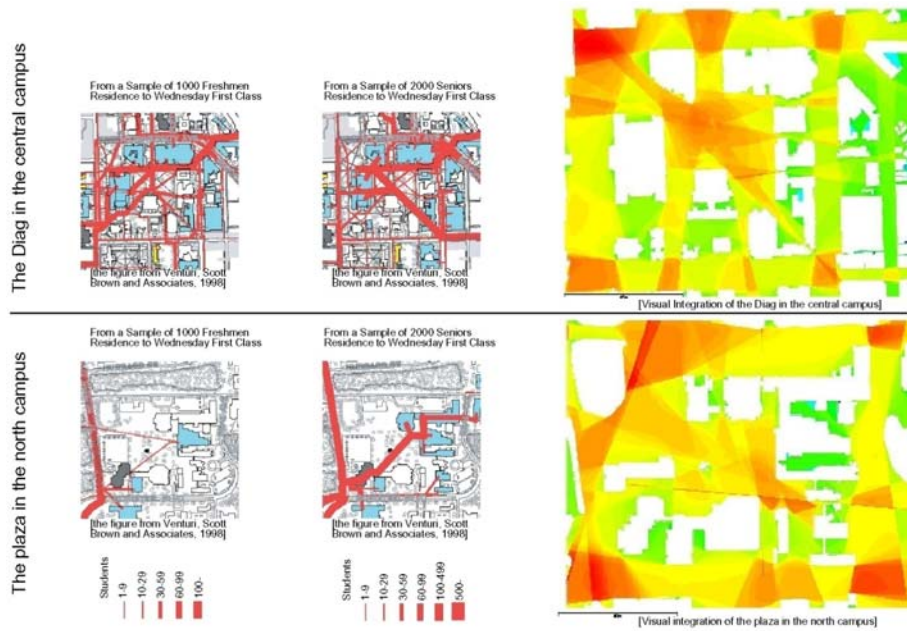 The Diag in the central campus
From a Sample of 1000 Freshmen
Residence to Wednesday First Class
[the figure from Venturi, Scott
Brown and Associates, 1998]
From a Sample of 2000 Seniors
Residence to Wednesday First Class
[the figure from Venturi, Scott
Brown and Associates, 1998]
[Visual Integration of the Diag in the central campus]
The plaza in the north campus
From a Sample of 1000 Freshmen
Residence to Wednesday First Class
[the figure from Venturi, Scott
Brown and Associates, 1998]
From a Sample of 2000 Seniors
Residence to Wednesday First Class
[the figure from Venturi, Scott
Brown and Associates, 1998]
[Visual integration of the plaza in the north campus]
Students
1-9
10-29
30-59
60-99
100-
Students
1-9
10-29
30-59
60-99
100-499
500-